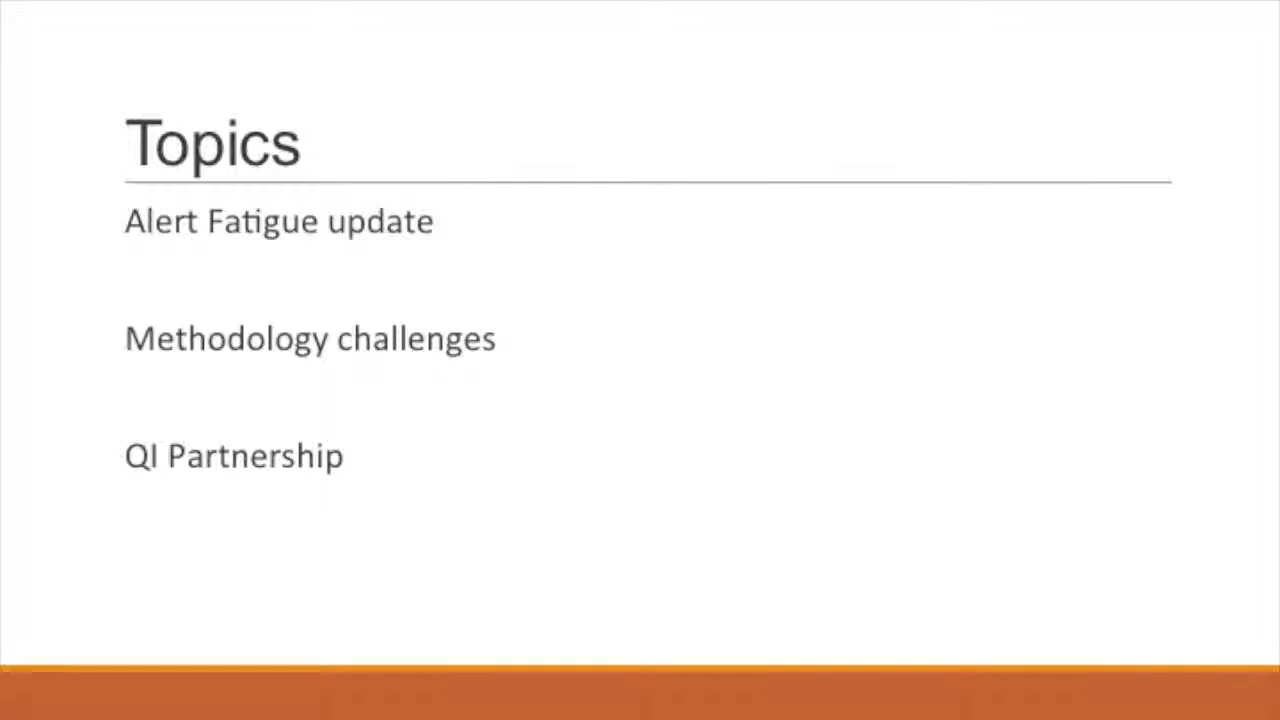 Topics
Alert Fatigue update
Methodology challenges
QI Partnership